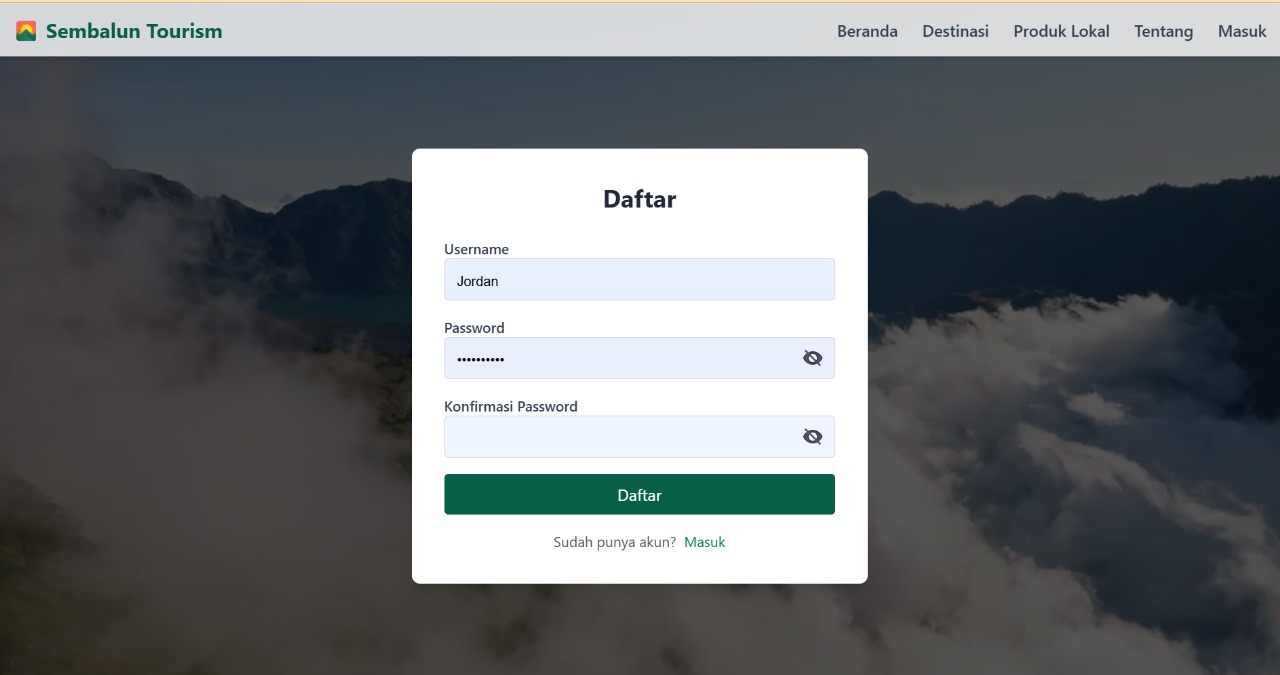 Sembalun Tourism
Beranda Destinasi Produk Lokal Tentang Masuk
Daftar
Username
Jordan
Password
••••••••••
Konfirmasi Password
Daftar
Sudah punya akun? Masuk